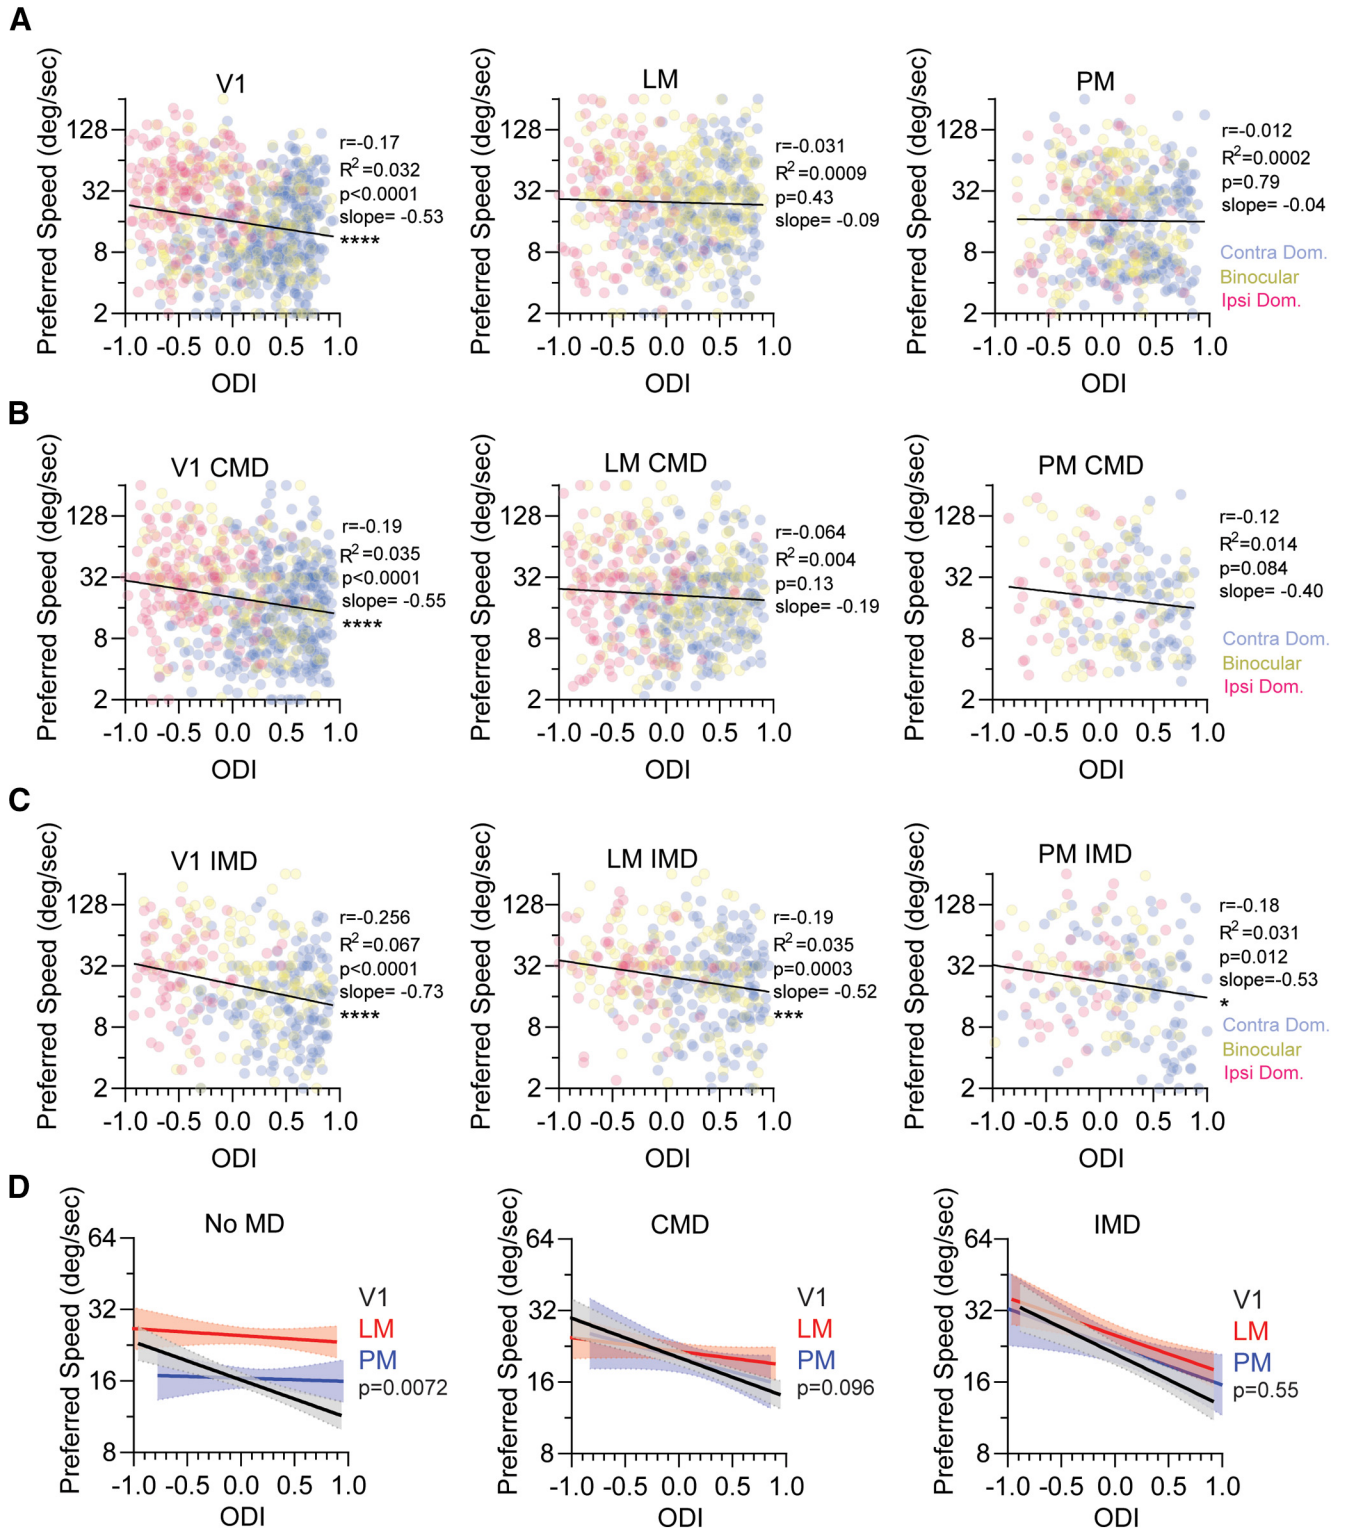 A
V1
Preferred Speed (deg/sec)
128
32
8
2
-1.0 -0.5 0.0 0.5 1.0
ODI
r=-0.17
R2=0.032
p<0.0001
slope= -0.53
****
LM
Preferred Speed (deg/sec)
128
32
8
2
-1.0 -0.5 0.0 0.5 1.0
ODI
r=-0.031
R2=0.0009
p=0.43
slope= -0.09
PM
Preferred Speed (deg/sec)
128
32
8
2
-1.0 -0.5 0.0 0.5 1.0
ODI
r=-0.012
R2=0.0002
p=0.79
slope= -0.04
Contra Dom.
Binocular
Ipsi Dom.
B
V1 CMD
Preferred Speed (deg/sec)
128
32
8
2
-1.0 -0.5 0.0 0.5 1.0
ODI
r=-0.19
R2=0.035
p<0.0001
slope= -0.55
****
LM CMD
Preferred Speed (deg/sec)
128
32
8
2
-1.0 -0.5 0.0 0.5 1.0
ODI
r=-0.064
R2=0.004
p=0.13
slope= -0.19
PM CMD
Preferred Speed (deg/sec)
128
32
8
2
-1.0 -0.5 0.0 0.5 1.0
ODI
r=-0.12
R2=0.014
p=0.084
slope= -0.40
Contra Dom.
Binocular
Ipsi Dom.
C
V1 IMD
Preferred Speed (deg/sec)
128
32
8
2
-1.0 -0.5 0.0 0.5 1.0
ODI
r=-0.256
R2=0.067
p<0.0001
slope= -0.73
****
LM IMD
Preferred Speed (deg/sec)
128
32
8
2
-1.0 -0.5 0.0 0.5 1.0
ODI
r=-0.19
R2=0.035
p=0.0003
slope= -0.52
***
PM IMD
Preferred Speed (deg/sec)
128
32
8
2
-1.0 -0.5 0.0 0.5 1.0
ODI
r=-0.18
R2=0.031
p=0.012
slope=-0.53
*
Contra Dom.
Binocular
Ipsi Dom.
D
No MD
Preferred Speed (deg/sec)
64
32
16
8
-1.0 -0.5 0.0 0.5 1.0
ODI
V1
LM
PM
p=0.0072
CMD
Preferred Speed (deg/sec)
64
32
16
8
-1.0 -0.5 0.0 0.5 1.0
ODI
V1
LM
PM
p=0.096
IMD
Preferred Speed (deg/sec)
64
32
16
8
-1.0 -0.5 0.0 0.5 1.0
ODI
V1
LM
PM
p=0.55